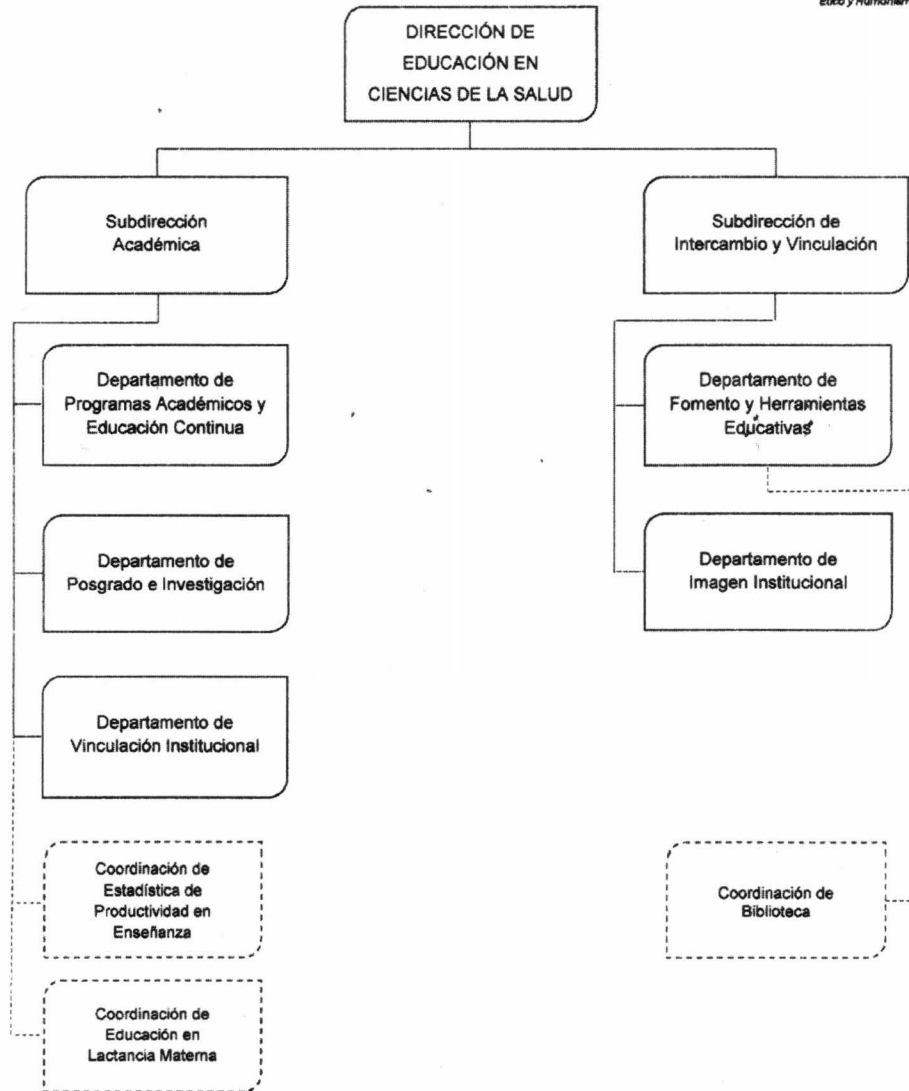 Ético y Humanism
DIRECCIÓN DE
EDUCACIÓN EN
CIENCIAS DE LA SALUD
Subdirección
Académica
Subdirección de
Intercambio y Vinculación
Departamento de
Programas Académicos y
Educación Continua
Departamento de
Fomento y Herramientas
Educativas
Departamento de
Posgrado e Investigación
Departamento de
Imagen Institucional
Departamento de
Vinculación Institucional
Coordinación de
Estadística de
Productividad en
Enseñanza
Coordinación de
Biblioteca
Coordinación de
Educación en
Lactancia Materna